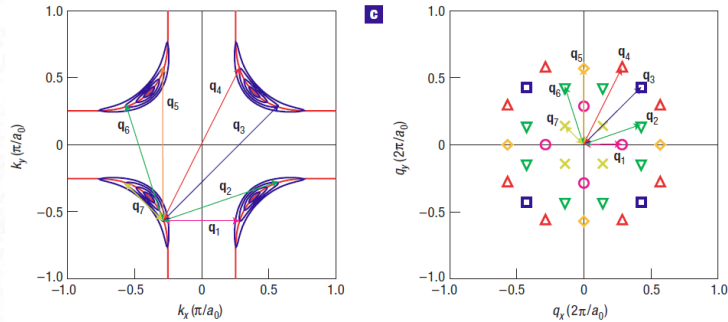 c
1.0
0.5
0
−0.5
−1.0
k_y (π/a_0)
q_4
q_5
q_6
q_3
q_2
q_7
q_1
−1.0
−0.5
0
0.5
1.0
k_x (π/a_0)
1.0
0.5
0
−0.5
−1.0
q_y (2π/a_0)
q_5
q_4
q_3
q_6
q_7
q_2
q_1
−1.0
−0.5
0
0.5
1.0
q_x (2π/a_0)